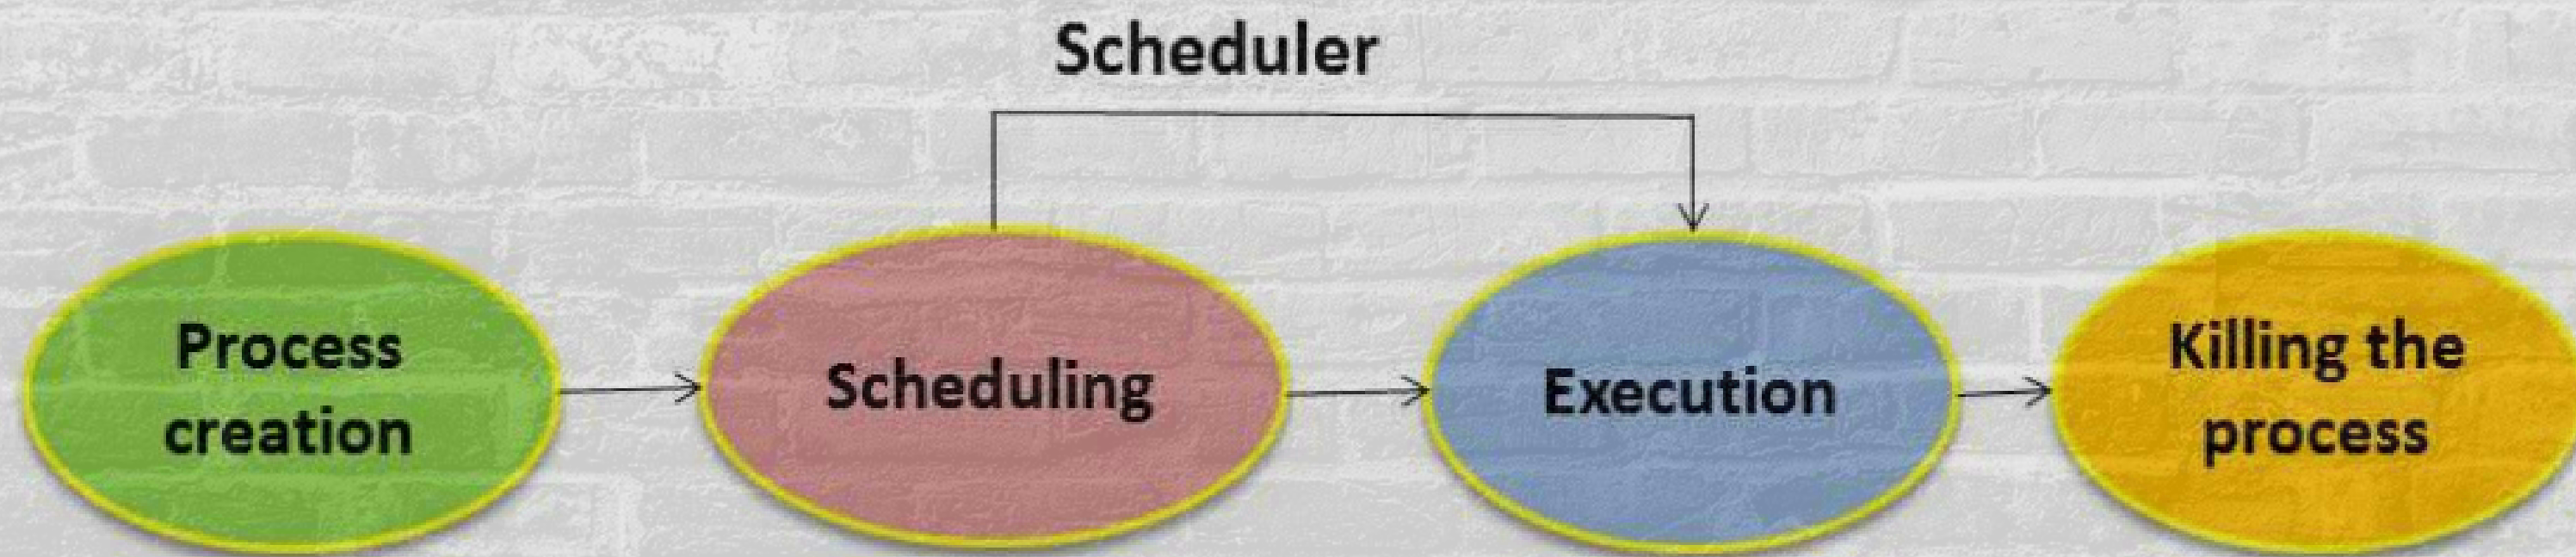 Scheduler
Process
creation
Scheduling
Execution
Killing the
process